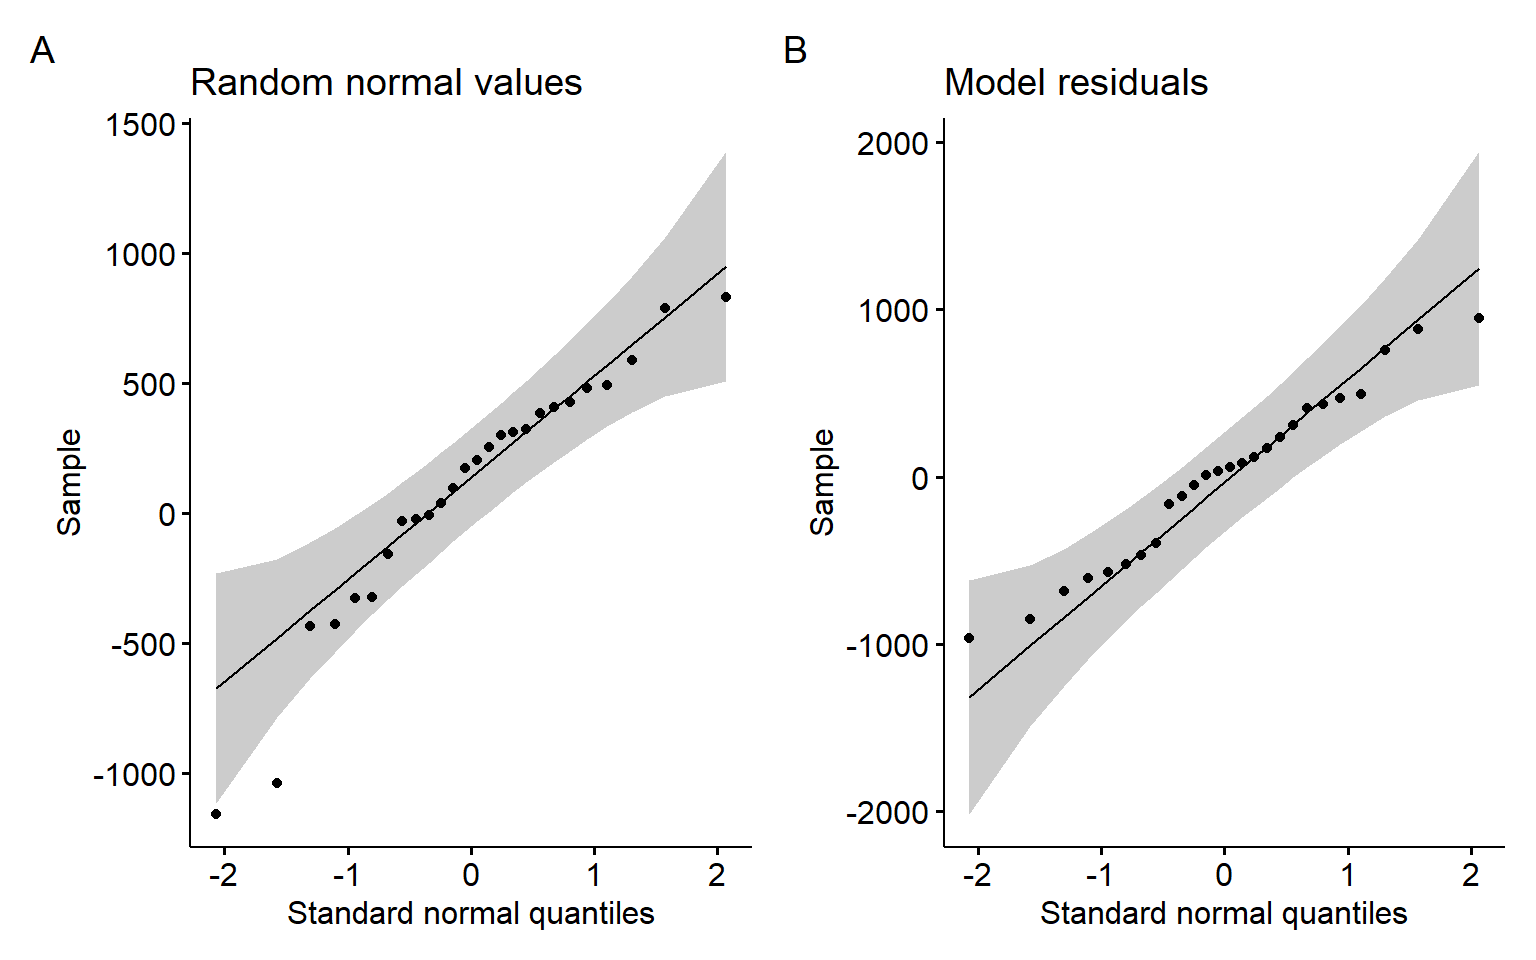 A
Random normal values
1500
1000
500
0
-500
-1000
Sample
-2 -1 0 1 2
Standard normal quantiles
B
Model residuals
2000
1000
0
-1000
-2000
Sample
-2 -1 0 1 2
Standard normal quantiles